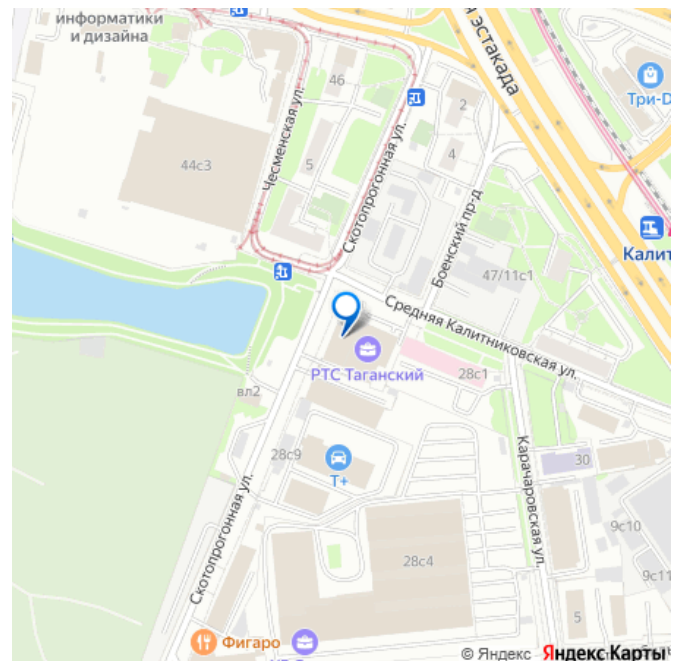 информатики
и дизайна
эстакада
Три-D
46
2
Чесменская ул.
5
4
44с3
Скотопрогонная ул.
Боенский пр-д
Калит
47/11с1
Средняя Калитниковская ул.
РТС Таганский
28с1
вл2
28с9
Т+
30
Карачаровская ул.
Скотопрогонная ул.
9с10
28с4
9с11
5
Фигаро
© Яндекс Яндекс Карты